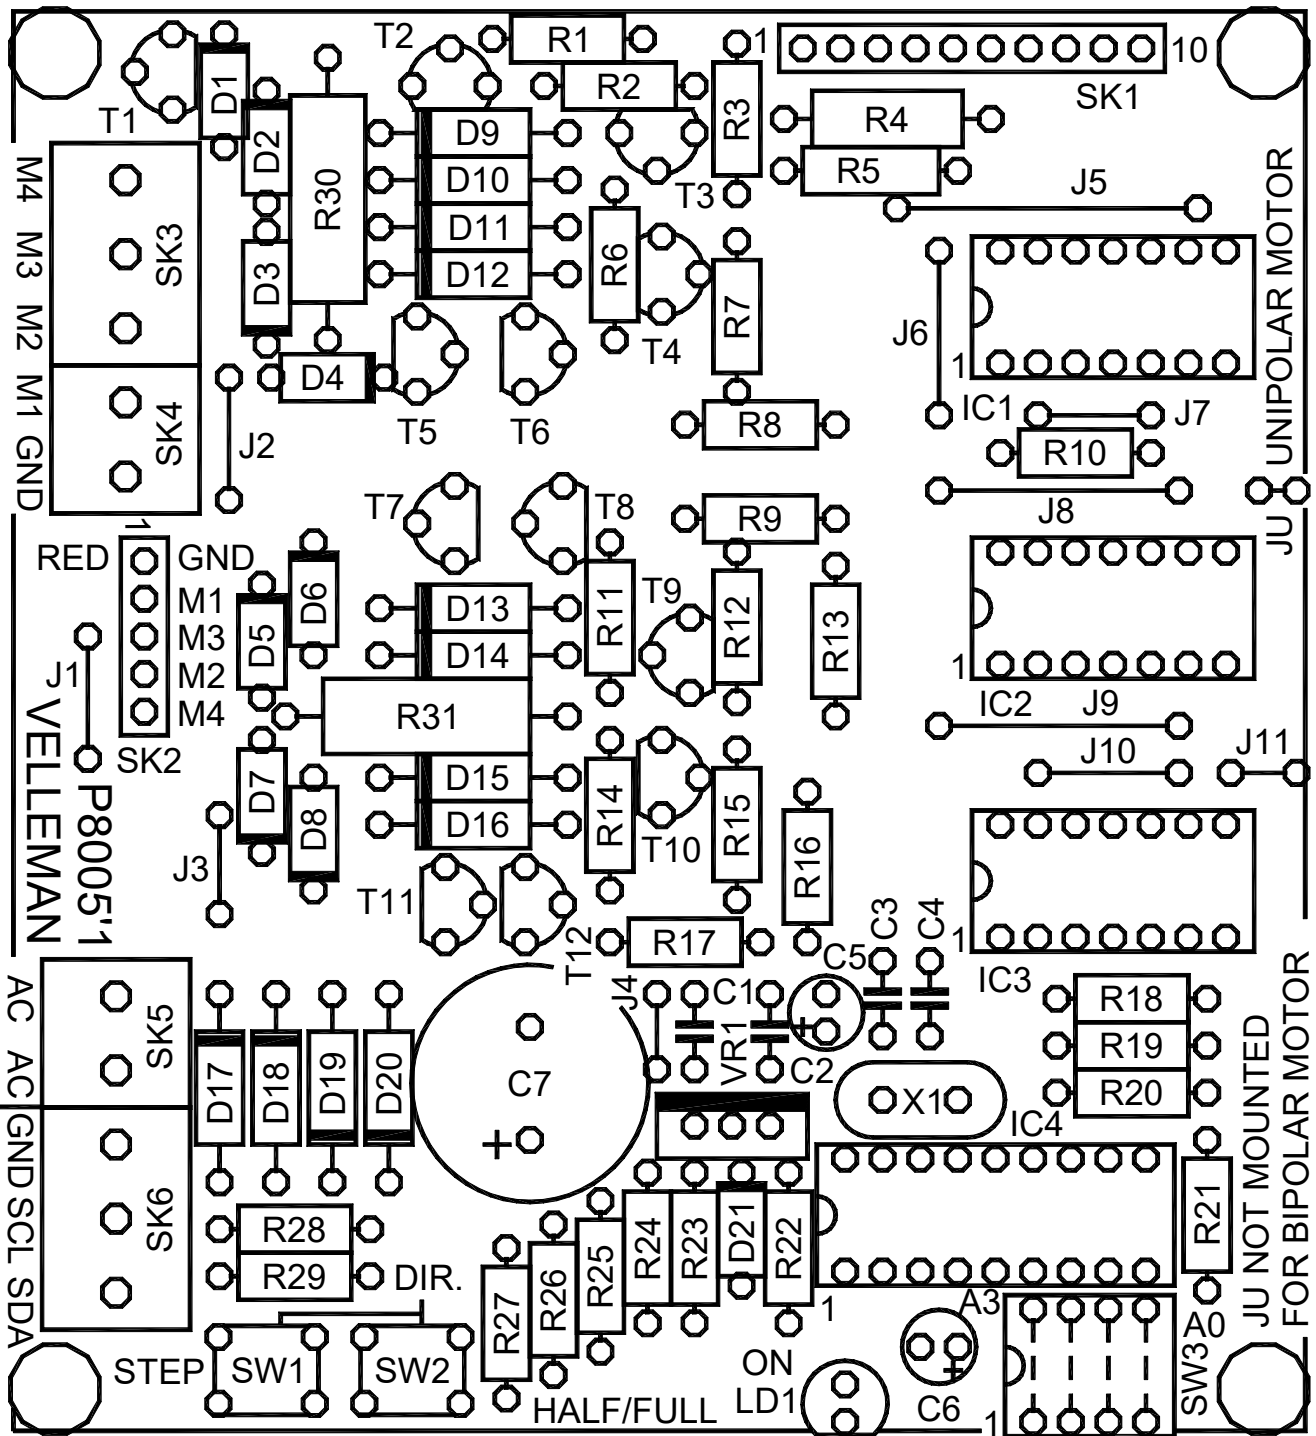 T2
R1
1
10
SK1
R2
T1
D1
D2
D9
R3
R4
D10
R5
T3
J5
R30
D11
D12
R6
R7
T4
J6
M4
M3
M2
M1
GND
SK3
SK4
D3
D4
J2
T5
T6
1
IC1
J7
R8
R10
UNIPOLAR MOTOR
JU
J8
T7
T8
R9
1
RED
GND
M1
M3
M2
M4
SK2
J1
D6
D5
D13
D14
R31
D15
D16
R11
T9
R12
R13
1
IC2
J9
J10
J11
VELLEMAN
P8005'1
D7
D8
J3
R14
T10
R15
R16
T11
T12
R17
C3
C4
1
IC3
AC
AC
GND
SCL
SDA
SK5
SK6
D17
D18
D19
D20
C7
+
J4
C1
VR1
C5
+
C2
X1
R18
R19
R20
IC4
R28
R29
DIR.
STEP
SW1
SW2
HALF/FULL
R27
R26
R25
R24
R23
D21
R22
1
R21
ON
LD1
C6
+
A3
A0
SW3
1
JU NOT MOUNTED
FOR BIPOLAR MOTOR